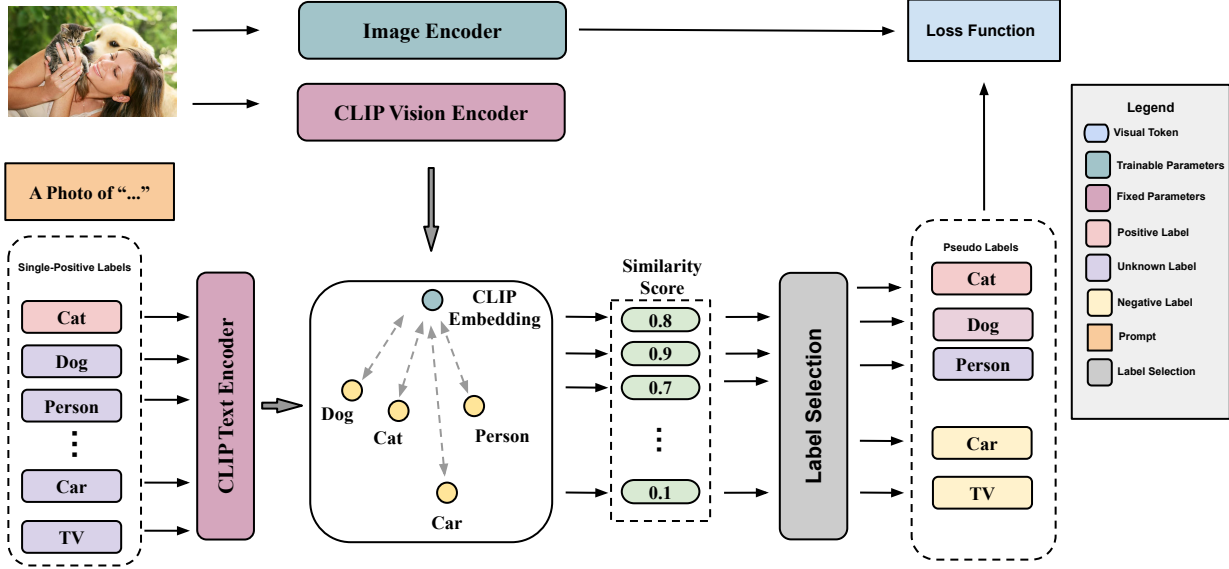 Image Encoder
Loss Function
CLIP Vision Encoder
A Photo of “...”
Single-Positive Labels
Cat
Dog
Person
Car
TV
CLIP Text Encoder
CLIP
Embedding
Dog
Cat
Person
Car
Similarity
Score
0.8
0.9
0.7
0.1
Label Selection
Pseudo Labels
Cat
Dog
Person
Car
TV
Legend
Visual Token
Trainable Parameters
Fixed Parameters
Positive Label
Unknown Label
Negative Label
Prompt
Label Selection